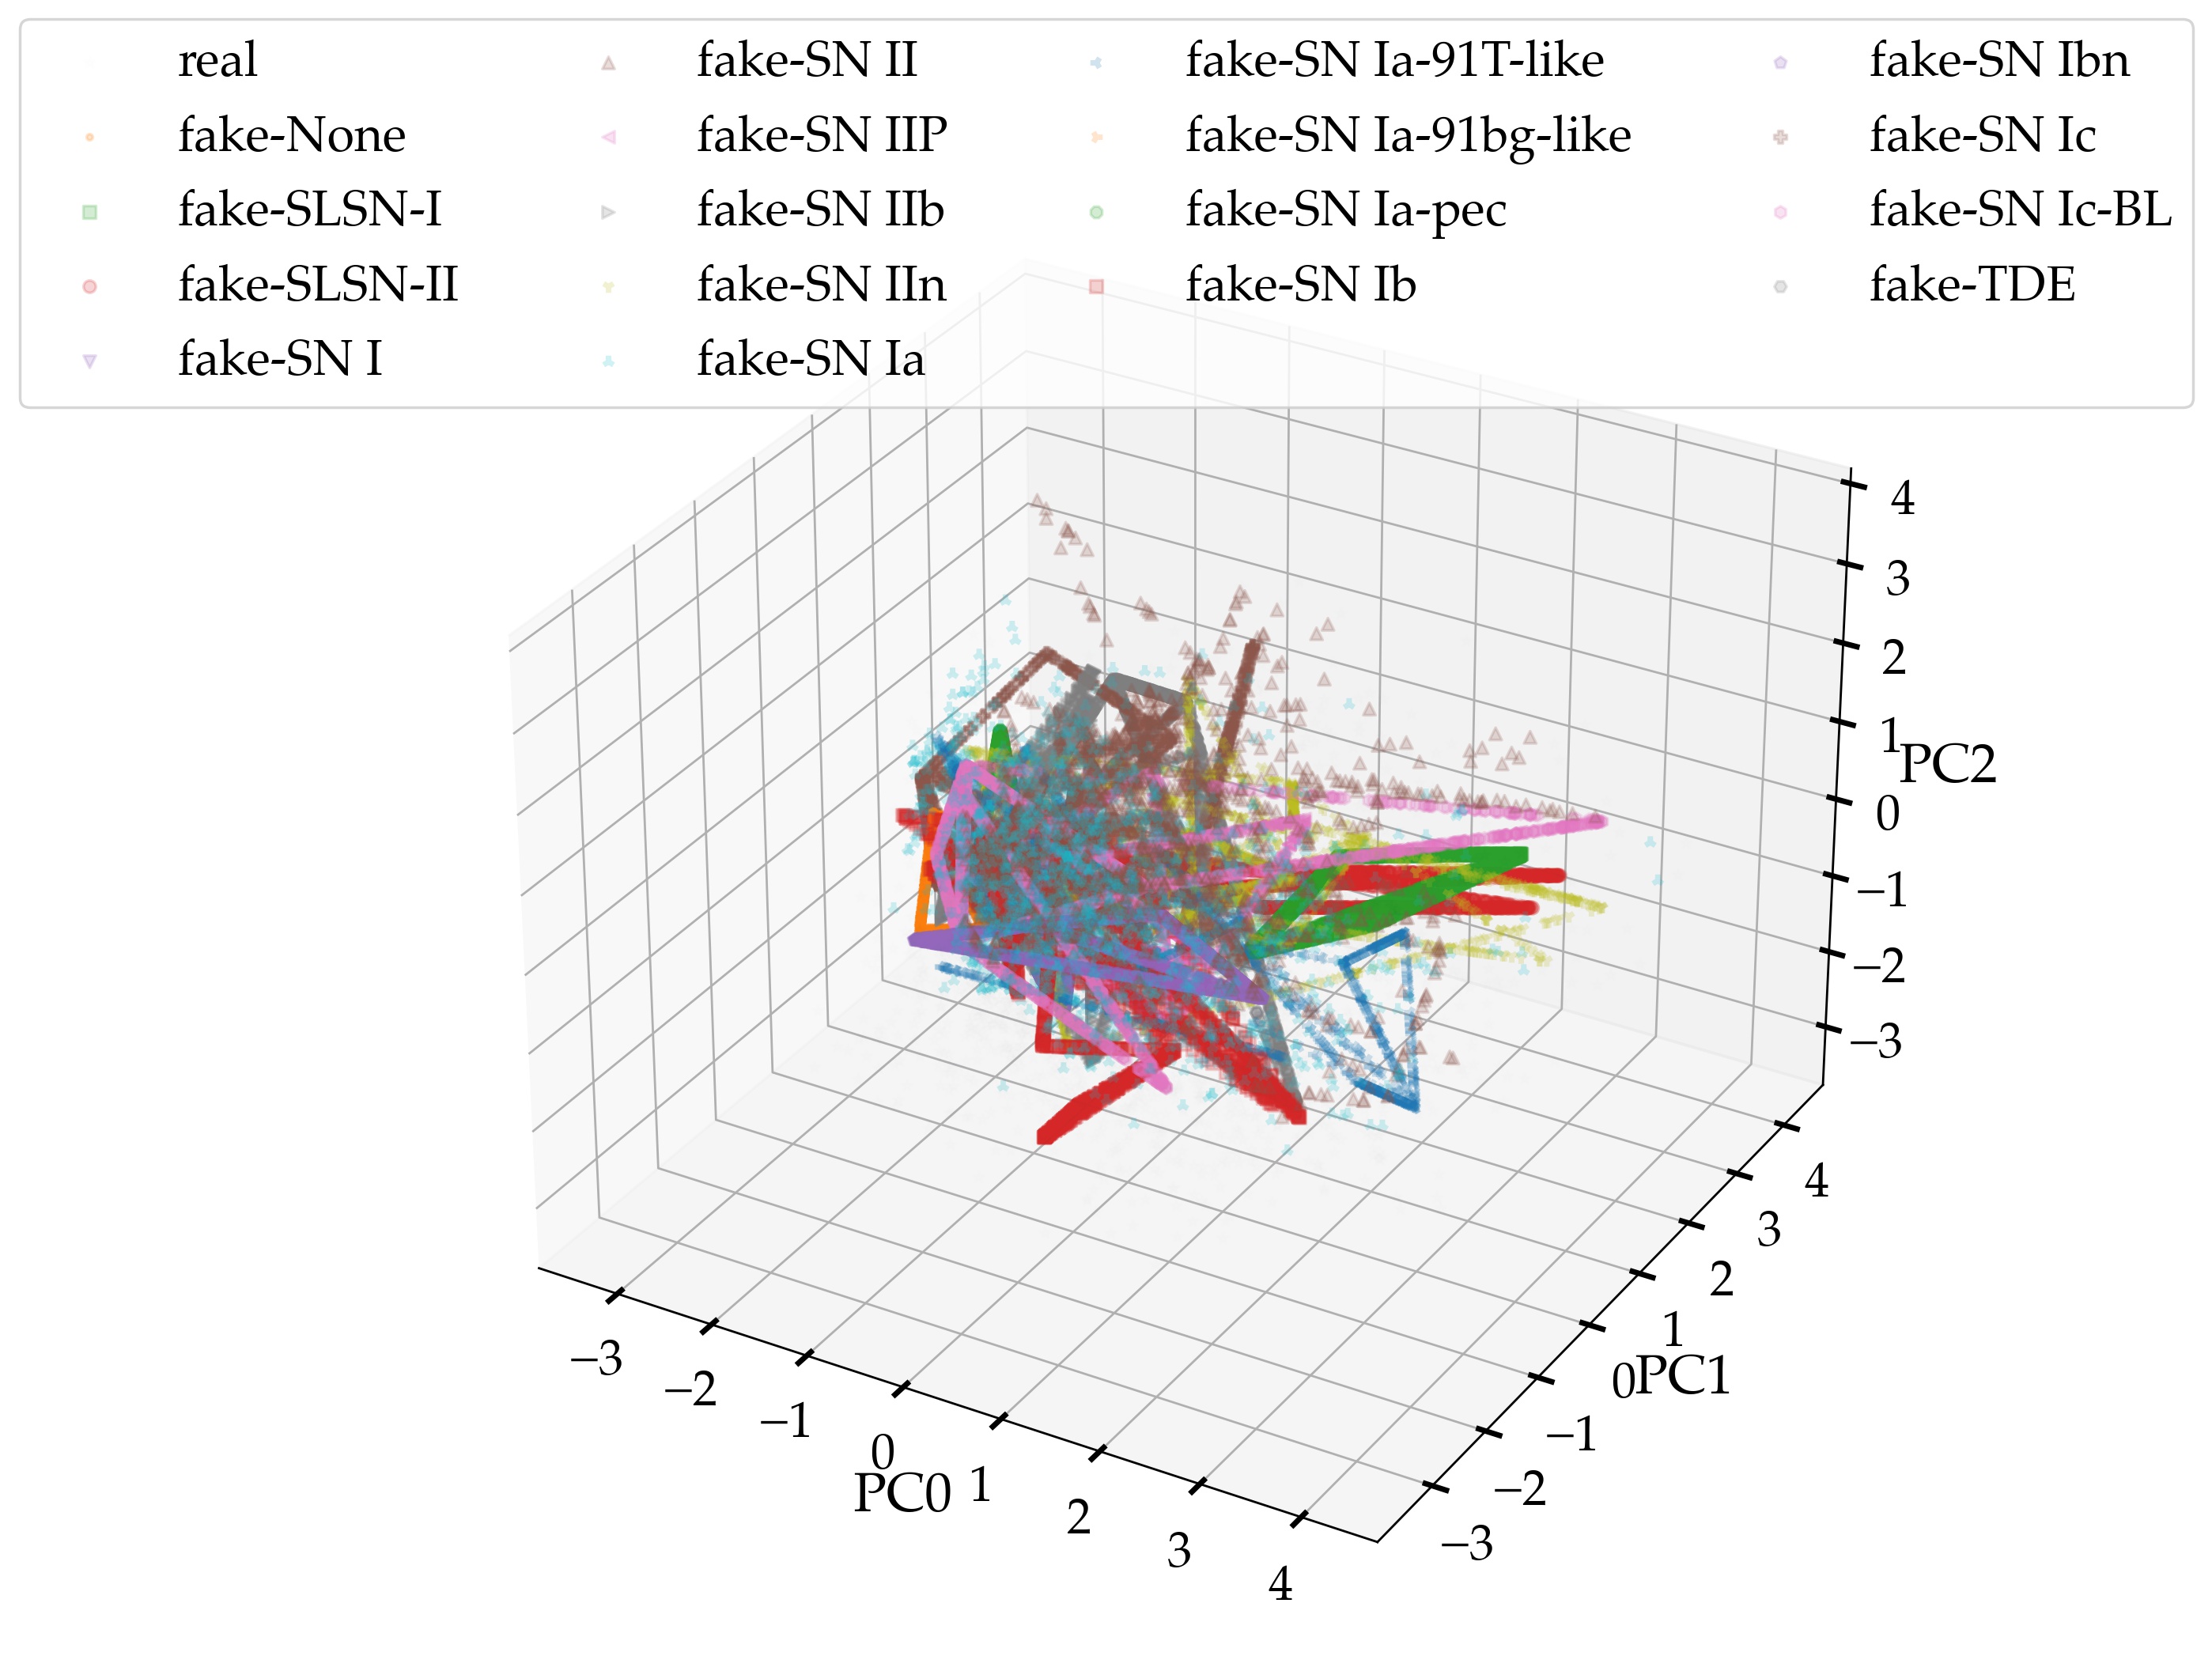 real
fake-None
fake-SLSN-I
fake-SLSN-II
fake-SN I
fake-SN II
fake-SN IIP
fake-SN IIb
fake-SN IIn
fake-SN Ia
fake-SN Ia-91T-like
fake-SN Ia-91bg-like
fake-SN Ia-pec
fake-SN Ib
fake-SN Ibn
fake-SN Ic
fake-SN Ic-BL
fake-TDE
4
3
2
1
PC2
0
−1
−2
−3
4
3
2
1
0
PC1
−1
−2
−3
−3
−2
−1
0
PC0
1
2
3
4